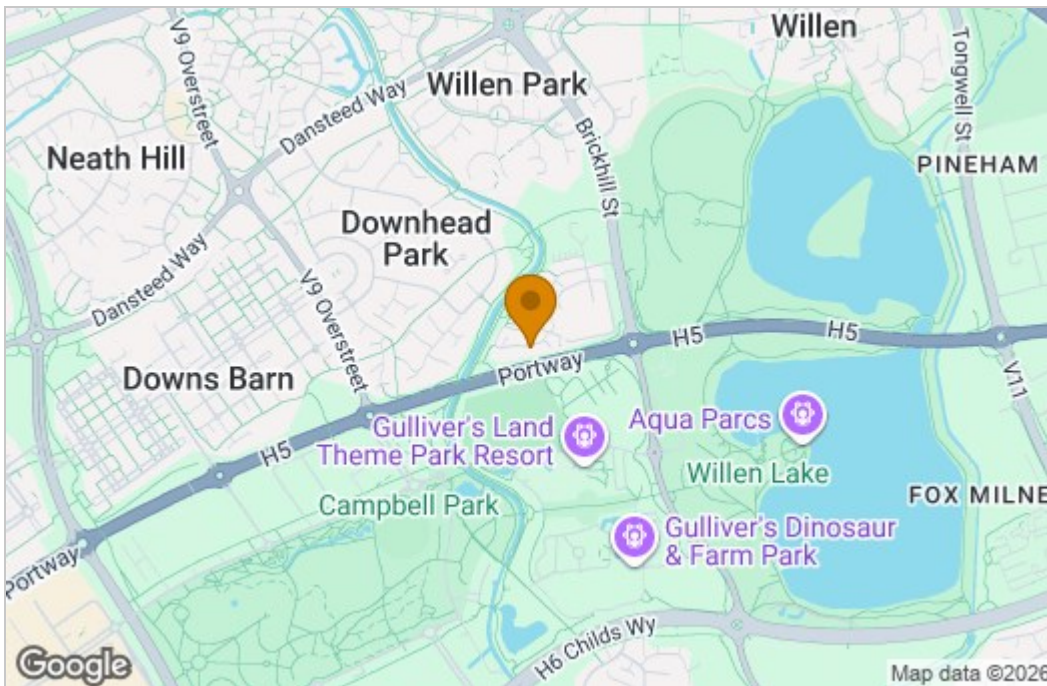 Willen
V9 Overstreet
Willen Park
Dansteed Way
Tongwell St
Neath Hill
Brickhill St
PINEHAM
Downhead
Park
Dansteed Way
V9 Overstreet
H5
H5
Portway
V11
Downs Barn
Gulliver's Land
Theme Park Resort
Aqua Parcs
H5
Willen Lake
Campbell Park
FOX MILNE
Gulliver's Dinosaur
& Farm Park
Portway
H6 Childs Wy
Google
Map data ©2026